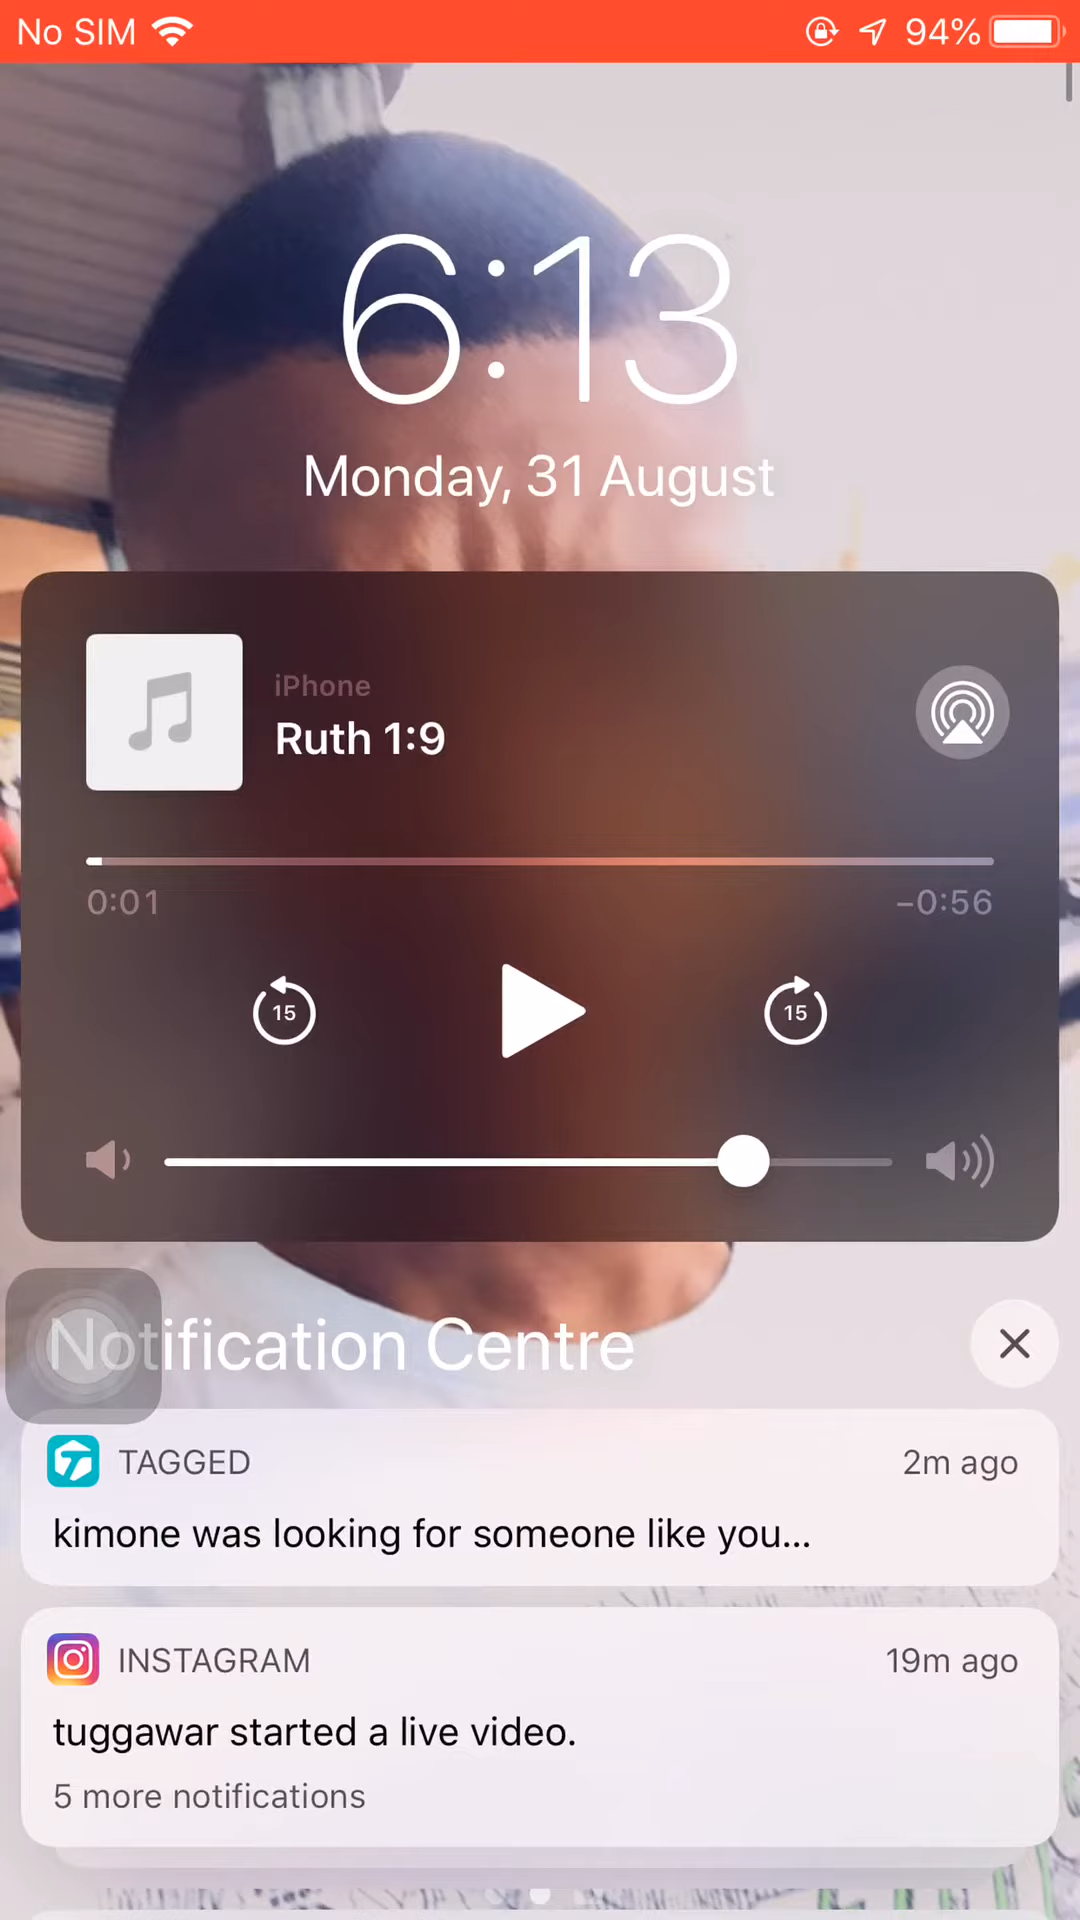 No SIM 94%
6:13
Monday, 31 August
iPhone
Ruth 1:9
0:01 –0:56
15 15
Notification Centre
TAGGED 2m ago
kimone was looking for someone like you...
INSTAGRAM 19m ago
tuggawar started a live video.
5 more notifications